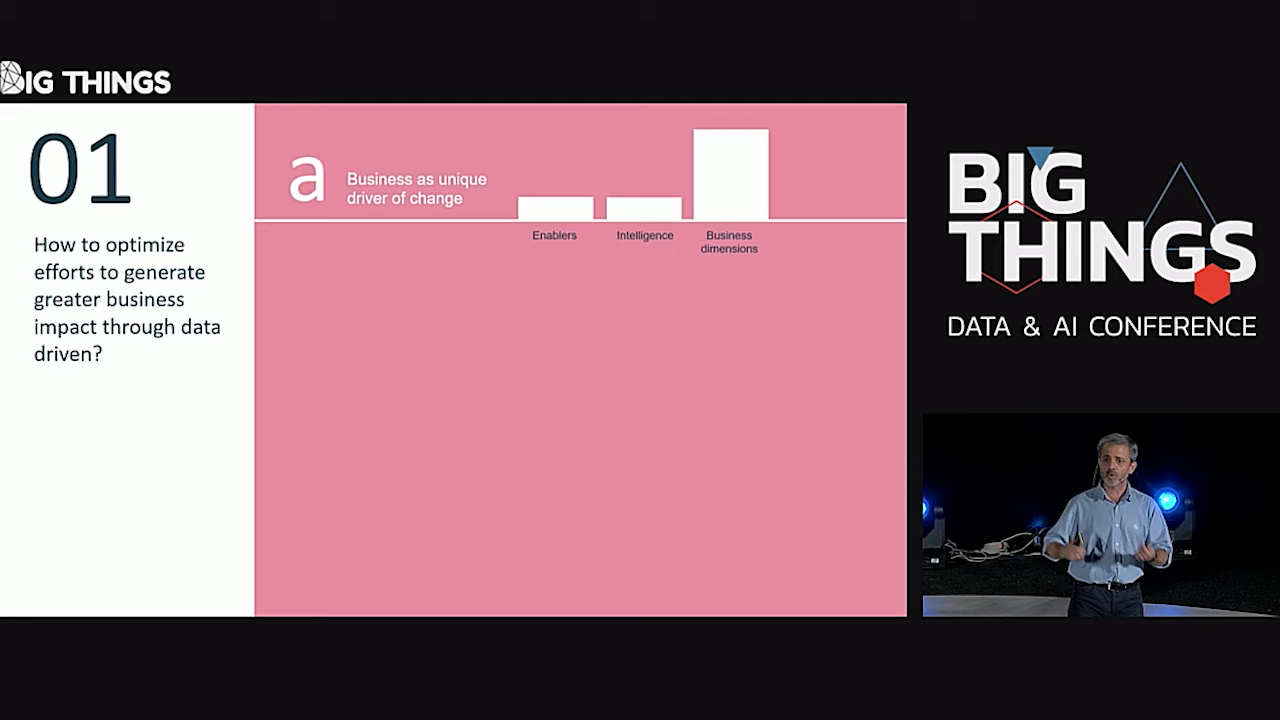 BIG THINGS
01
How to optimize
efforts to generate
greater business
impact through data
driven?
a
Business as unique
driver of change
Enablers
Intelligence
Business
dimensions
BIG
THINGS
DATA & AI CONFERENCE